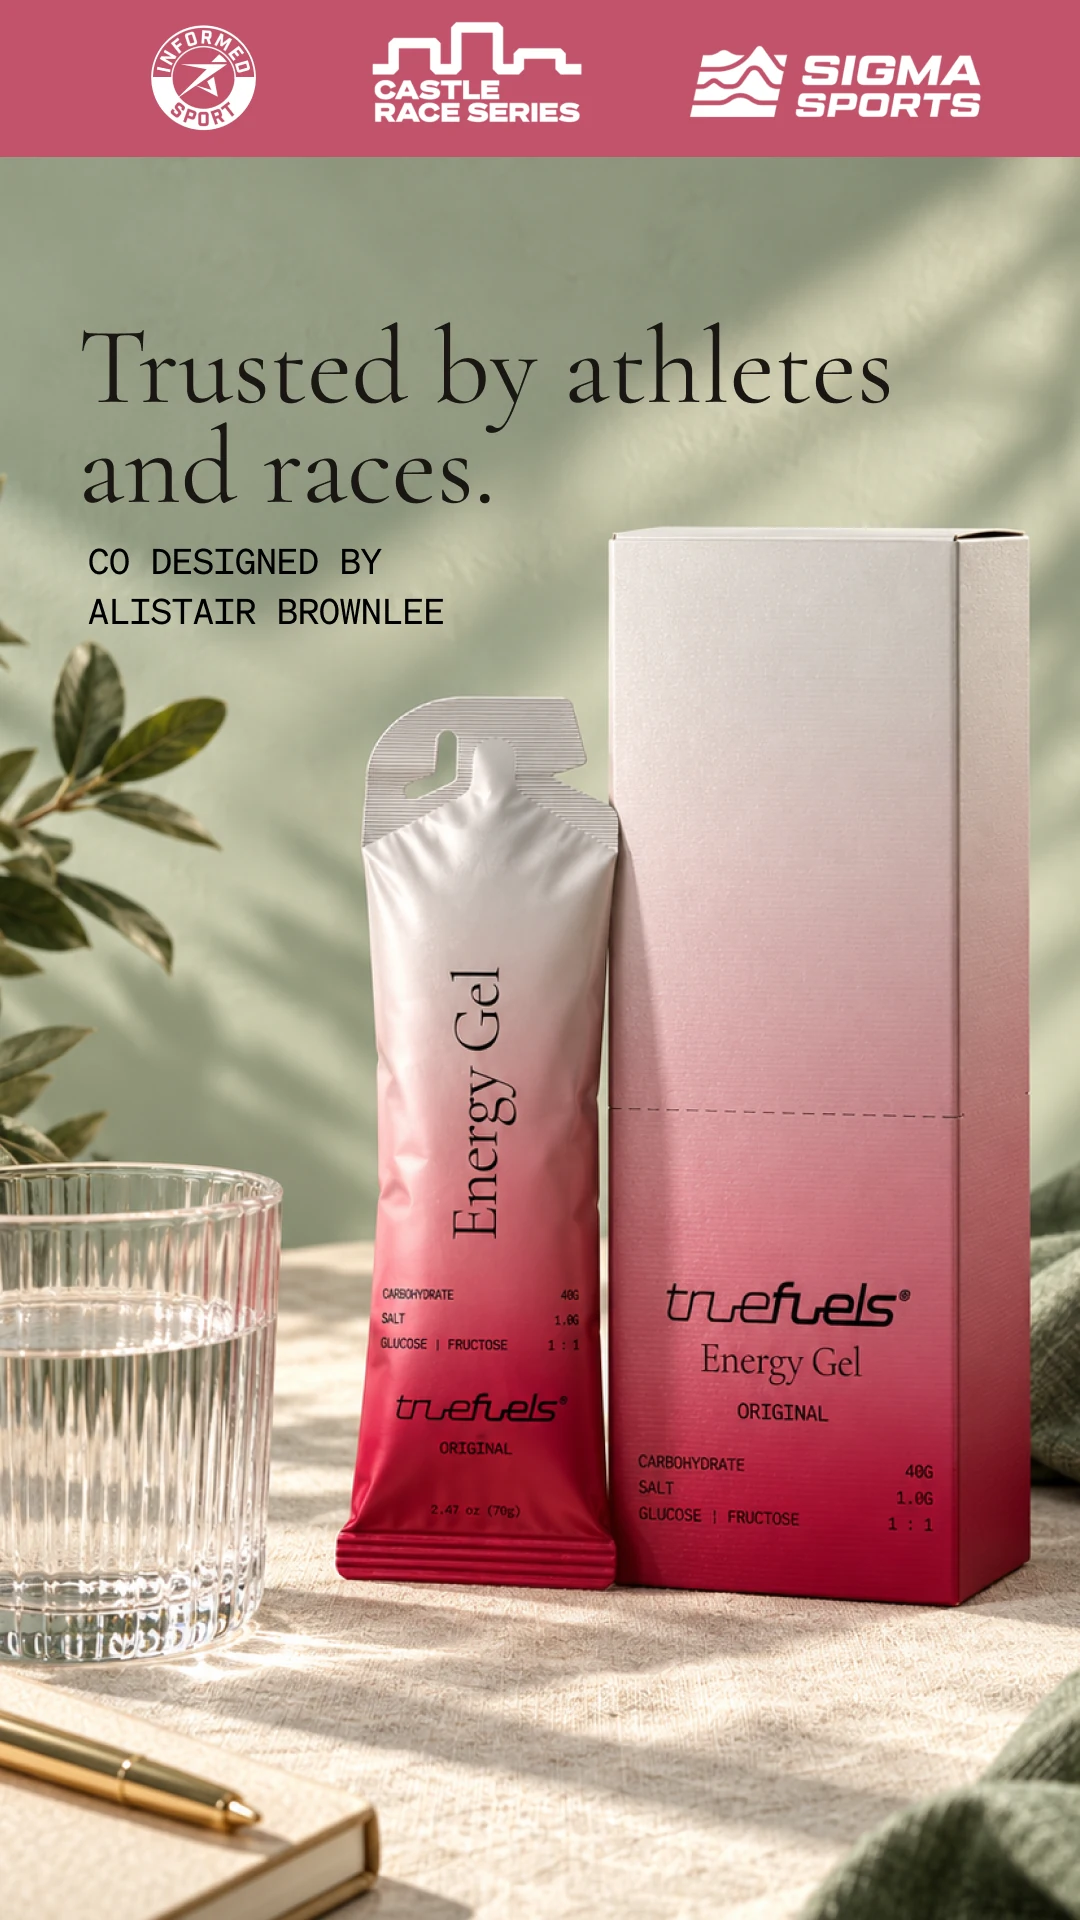 INFORMED
SPORT
CASTLE
RACE SERIES
SIGMA
SPORTS
Trusted by athletes
and races.
CO DESIGNED BY
ALISTAIR BROWNLEE
Energy Gel
CARBOHYDRATE 40G
SALT 1.0G
GLUCOSE | FRUCTOSE 1 : 1
truefuels®
ORIGINAL
2.47 oz (70g)
truefuels®
Energy Gel
ORIGINAL
CARBOHYDRATE 40G
SALT 1.0G
GLUCOSE | FRUCTOSE 1 : 1